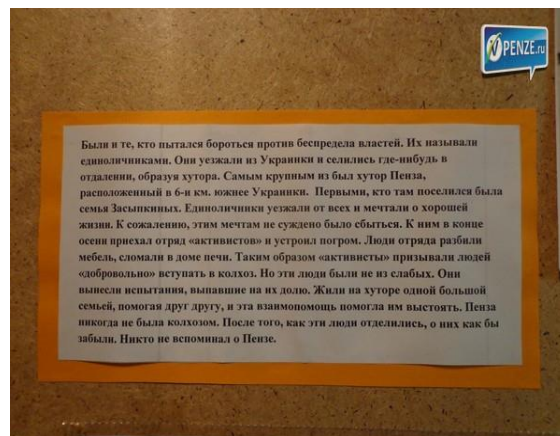 VPENZE.ru
Были и те, кто пытался бороться против беспредела властей. Их называли
единоличинками. Они уезжали из Украинки и селились где-нибудь в
отдалении, образуя хутора. Самым крупным из был хутор Пенза,
расположенный в 6-и км. южнее Украинки. Первыми, кто там поселился была
семья Засыпкиных. Единоличники уезжали от всех и мечтали о хорошей
жизни. К сожалению, этим мечтам не суждено было сбыться. К ним в конце
осени приехал отряд «активистов» и устроил погром. Люди отряда разбили
мебель, сломали в доме печи. Таким образом «активисты» призывали людей
«добровольно» вступать в колхоз. Но эти люди были не из слабых. Они
вынесли испытания, выпавшие на их долю. Жили на хуторе одной большой
семьей, помогая друг другу, и эта взаимопомощь помогла им выстоять. Пенза
никогда не была колхозом. После того, как эти люди отделились, о них как бы
забыли. Никто не вспоминал о Пензе.